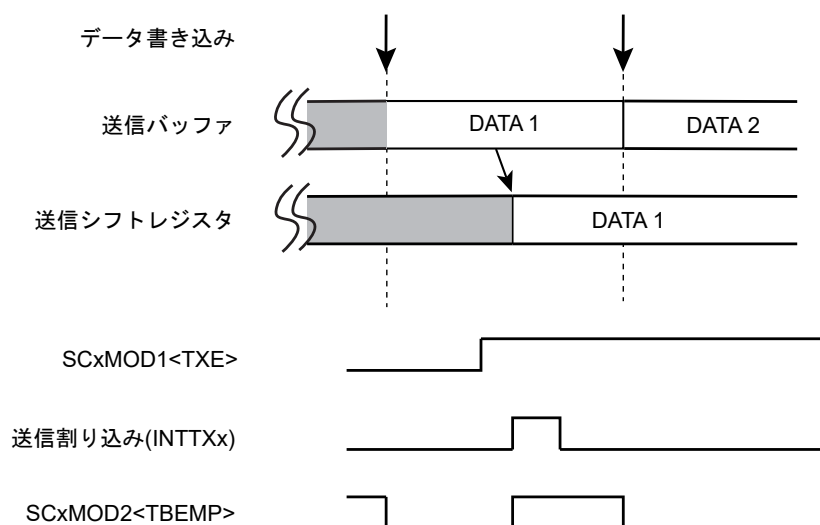 データ書き込み
送信バッファ
DATA 1
DATA 2
送信シフトレジスタ
DATA 1
SCxMOD1<TXE>
送信割り込み(INTTXx)
SCxMOD2<TBEMP>